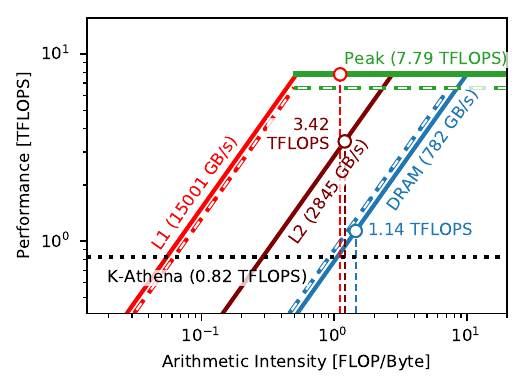 Peak (7.79 TFLOPS)
10¹
3.42
TFLOPS
L1 (15001 GB/s)
L2 (2845 GB/s)
DRAM (782 GB/s)
1.14 TFLOPS
10⁰
K-Athena (0.82 TFLOPS)
Performance [TFLOPS]
10⁻¹ 10⁰ 10¹
Arithmetic Intensity [FLOP/Byte]